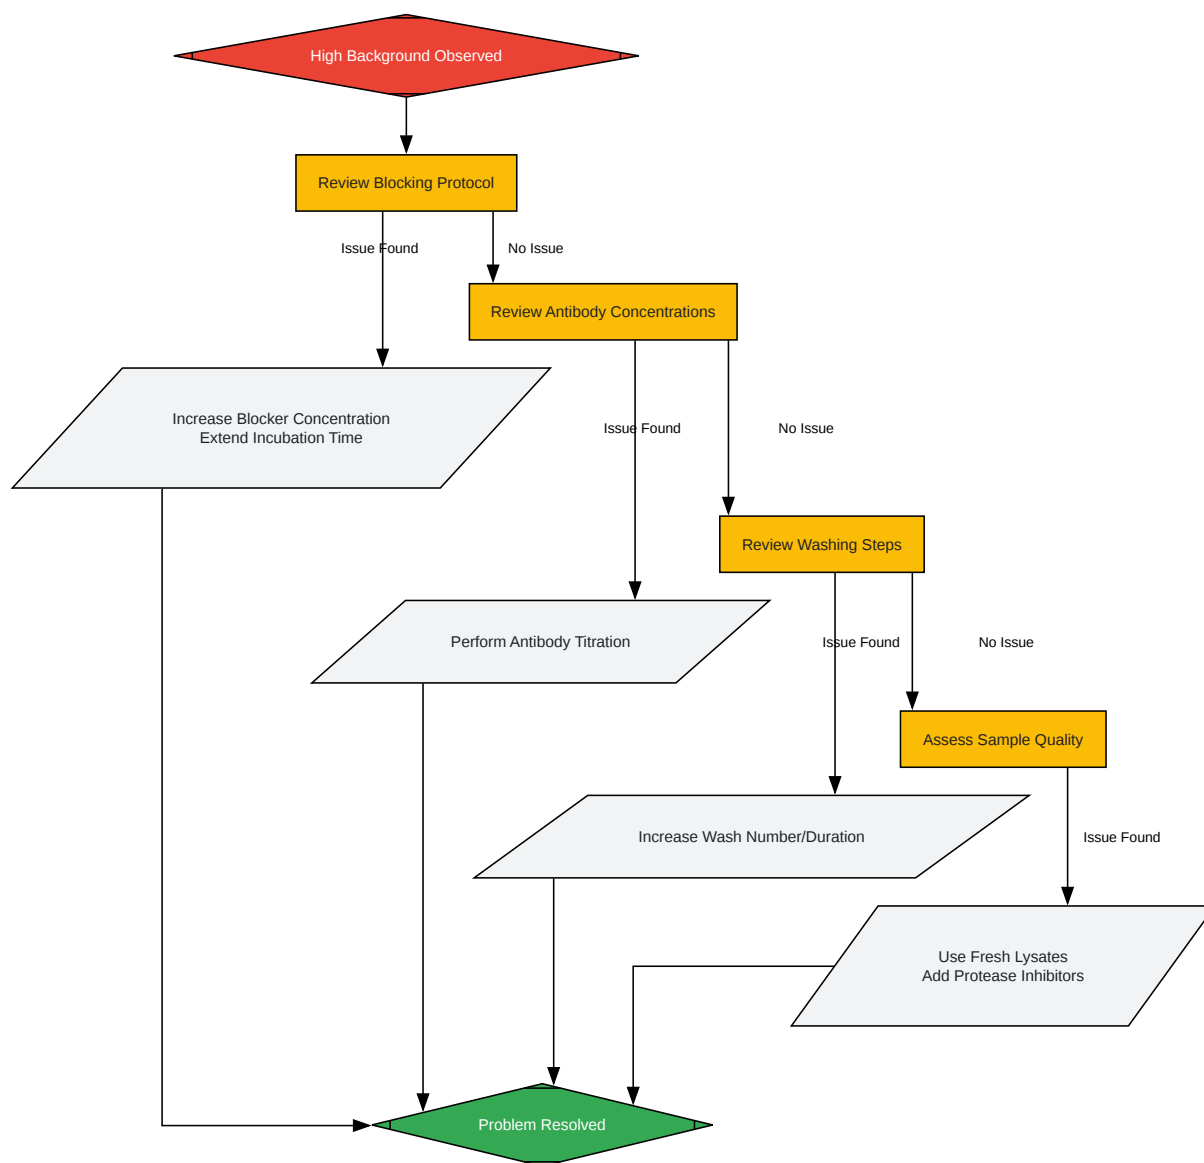 High Background Observed
Review Blocking Protocol
Issue Found
No Issue
Review Antibody Concentrations
Increase Blocker Concentration
Extend Incubation Time
Issue Found
No Issue
Review Washing Steps
Perform Antibody Titration
Issue Found
No Issue
Assess Sample Quality
Increase Wash Number/Duration
Issue Found
Use Fresh Lysates
Add Protease Inhibitors
Problem Resolved